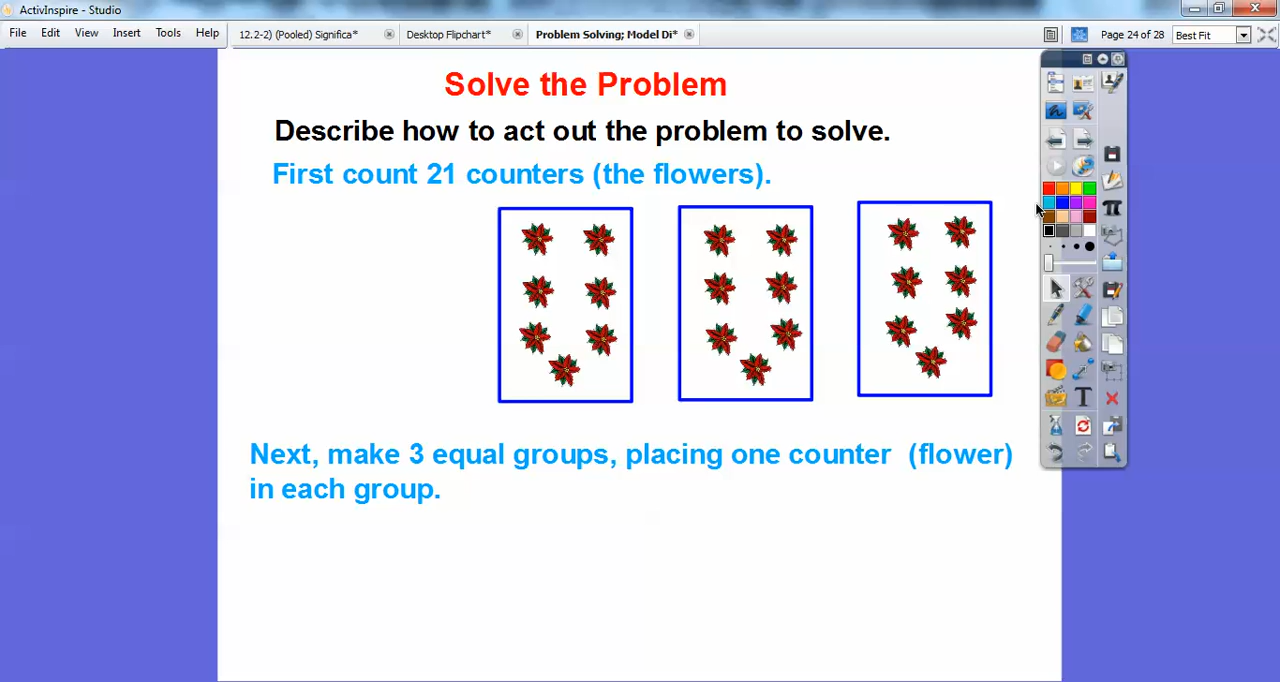 ActivInspire - Studio
File Edit View Insert Tools Help 12.2-2) (Pooled) Significa* Desktop Flipchart* Problem Solving; Model Di* Page 24 of 28 Best Fit
Solve the Problem
Describe how to act out the problem to solve.
First count 21 counters (the flowers).
Next, make 3 equal groups, placing one counter (flower)
in each group.